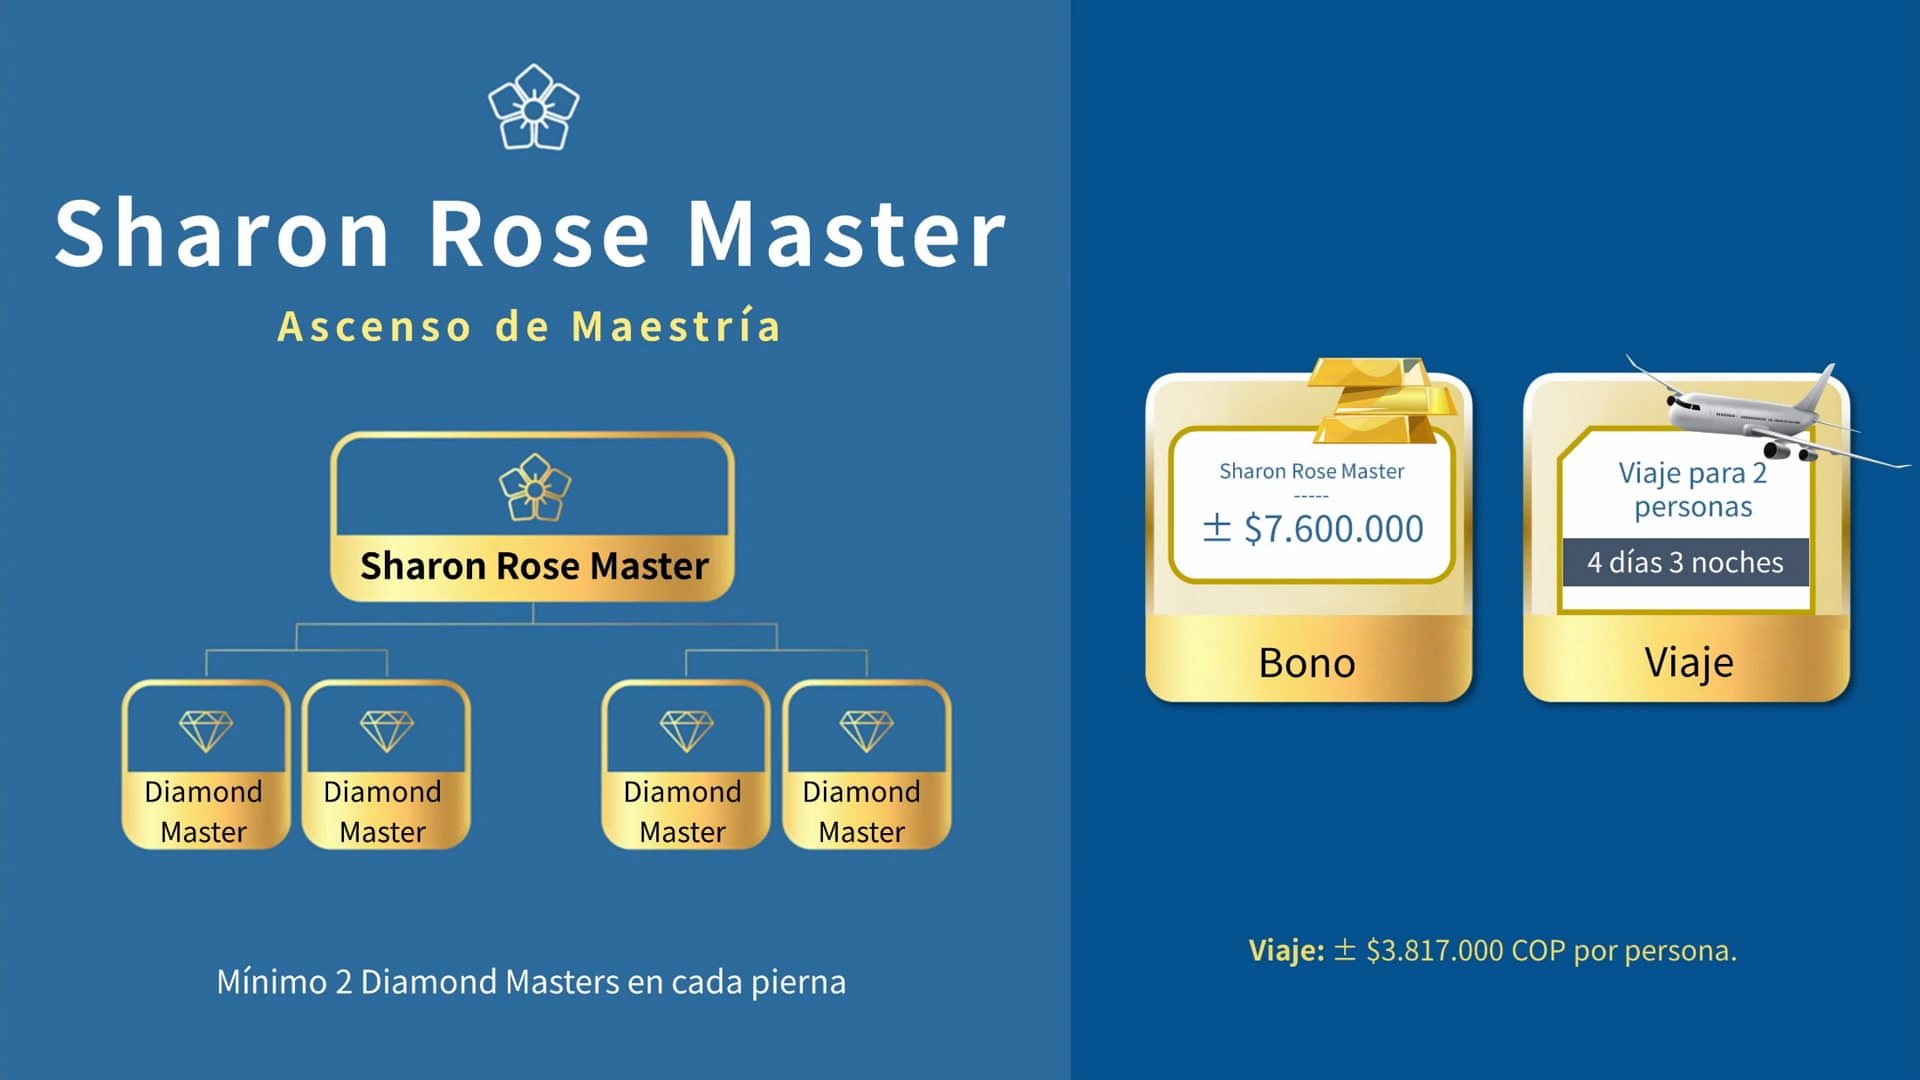 Sharon Rose Master
Ascenso de Maestría
Sharon Rose Master
Diamond
Master
Diamond
Master
Diamond
Master
Diamond
Master
Mínimo 2 Diamond Masters en cada pierna
Sharon Rose Master
-----
± $7.600.000
Bono
Viaje para 2
personas
4 días 3 noches
Viaje
Viaje: ± $3.817.000 COP por persona.